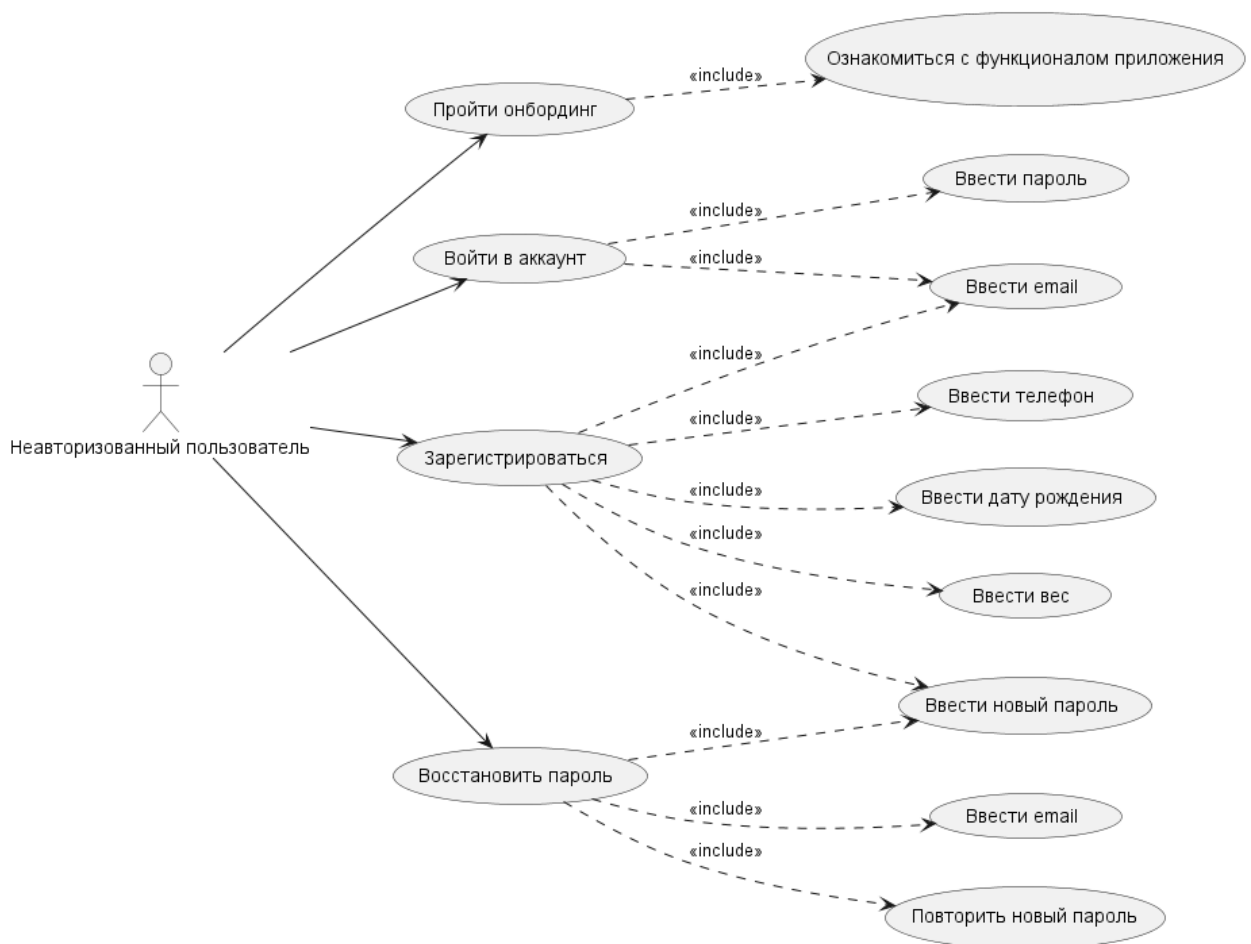 Ознакомиться с функционалом приложения
«include»
Пройти онбординг
Ввести пароль
«include»
Войти в аккаунт
«include»
Ввести email
«include»
Ввести телефон
«include»
Неавторизованный пользователь
Зарегистрироваться
«include»
Ввести дату рождения
«include»
Ввести вес
«include»
Ввести новый пароль
«include»
Восстановить пароль
«include»
Ввести email
«include»
Повторить новый пароль